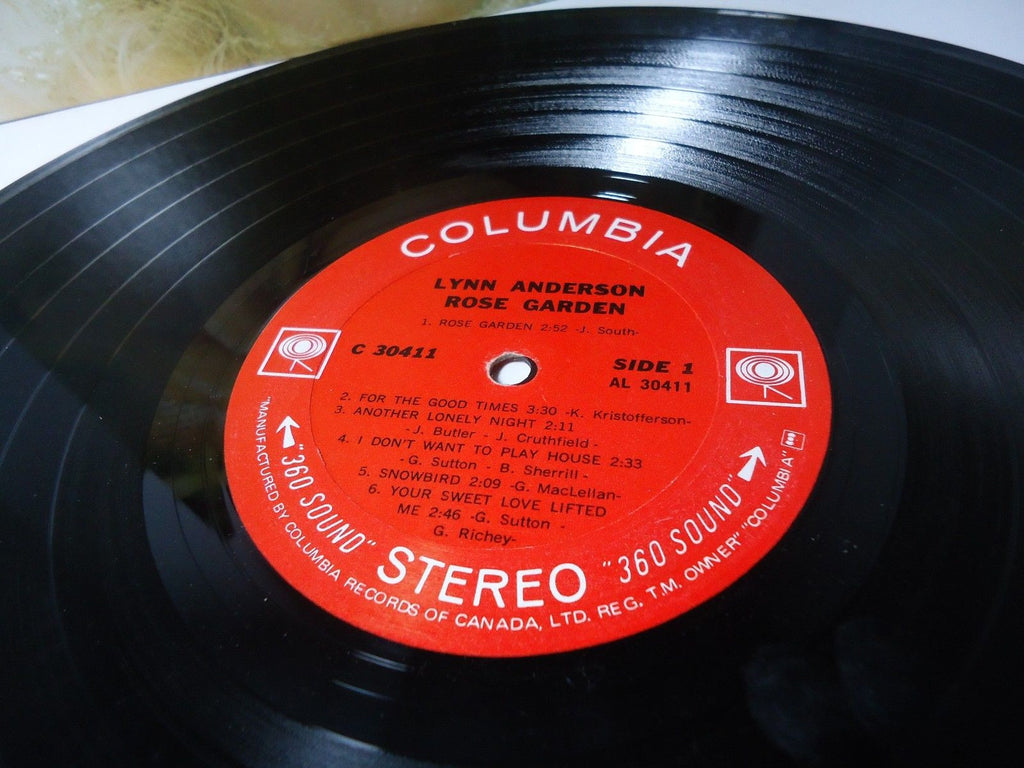 COLUMBIA
LYNN ANDERSON
ROSE GARDEN
1. ROSE GARDEN 2:52 -J. South-
C 30411
SIDE 1
AL 30411
2. FOR THE GOOD TIMES 3:30 -K. Kristofferson-
3. ANOTHER LONELY NIGHT 2:11
-J. Butler - J. Cruthfield-
4. I DON'T WANT TO PLAY HOUSE 2:33
-G. Sutton - B. Sherrill-
5. SNOWBIRD 2:09 -G. MacLellan-
6. YOUR SWEET LOVE LIFTED
ME 2:46 -G. Sutton -
G. Richey-
"360 SOUND" STEREO "360 SOUND"
"MANUFACTURED BY COLUMBIA RECORDS OF CANADA, LTD. REG. T.M. OWNER" "COLUMBIA"